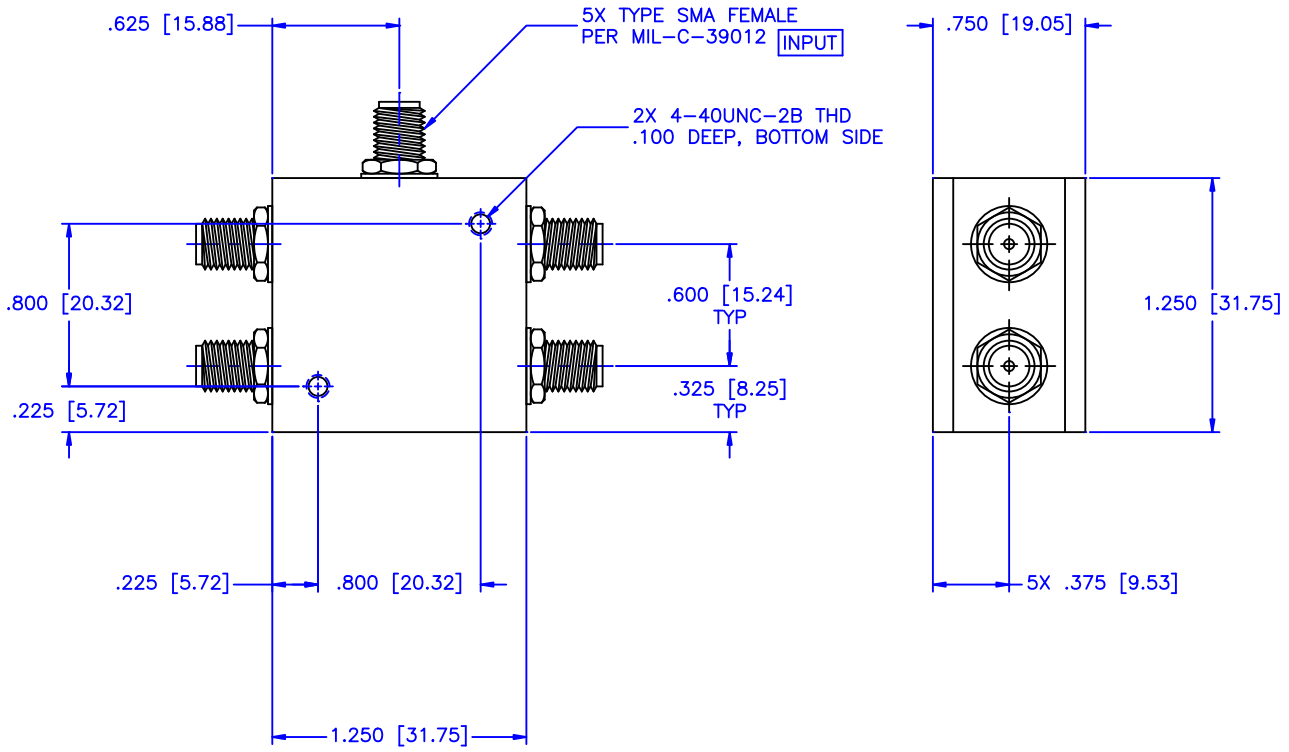 .625 [15.88]
5X TYPE SMA FEMALE
PER MIL-C-39012 INPUT
.750 [19.05]
2X 4-40UNC-2B THD
.100 DEEP, BOTTOM SIDE
.800 [20.32]
.600 [15.24]
TYP
1.250 [31.75]
.325 [8.25]
TYP
.225 [5.72]
.225 [5.72]
.800 [20.32]
5X .375 [9.53]
1.250 [31.75]